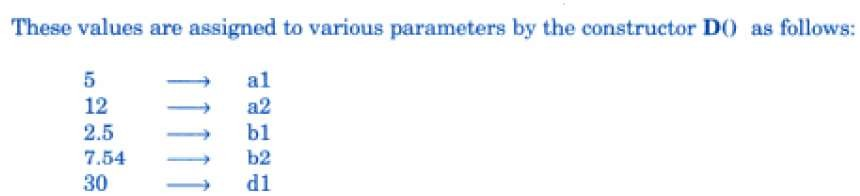 These values are assigned to various parameters by the constructor D() as follows:
5 ⟶ a1
12 ⟶ a2
2.5 ⟶ b1
7.54 ⟶ b2
30 ⟶ d1